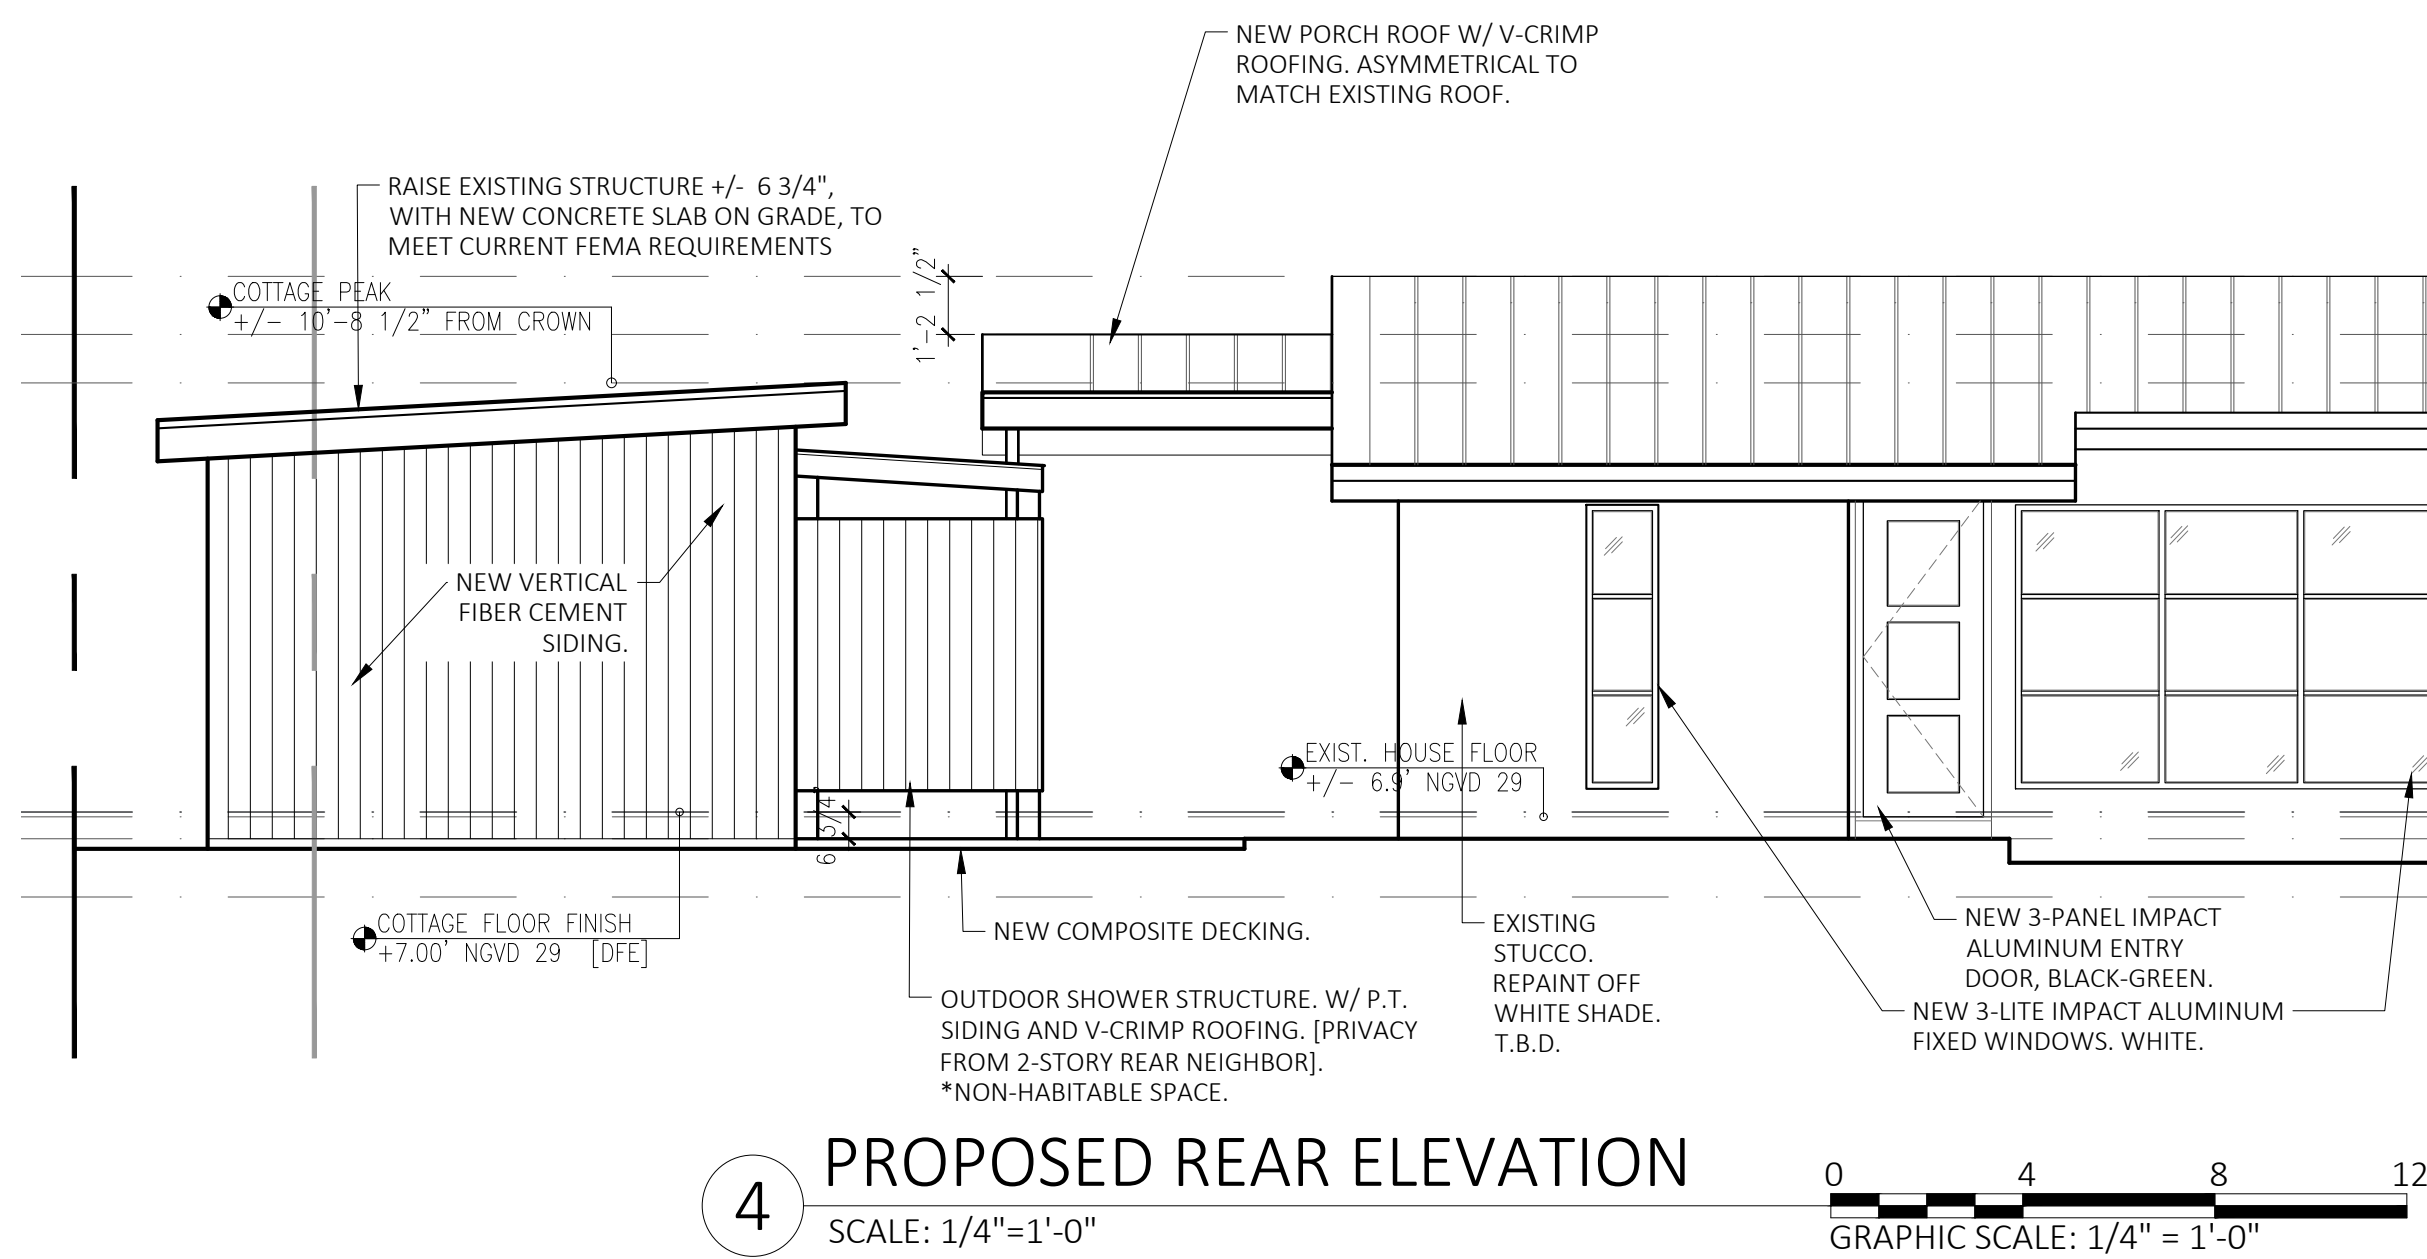 NEW PORCH ROOF W/ V-CRIMP
ROOFING. ASYMMETRICAL TO
MATCH EXISTING ROOF.
RAISE EXISTING STRUCTURE +/- 6 3/4",
WITH NEW CONCRETE SLAB ON GRADE, TO
MEET CURRENT FEMA REQUIREMENTS
COTTAGE PEAK
+/- 10'-8 1/2" FROM CROWN
1'-2 1/2"
NEW VERTICAL
FIBER CEMENT
SIDING.
EXIST. HOUSE FLOOR
+/- 6.9' NGVD 29
6 3/4"
COTTAGE FLOOR FINISH
+7.00' NGVD 29 [DFE]
NEW COMPOSITE DECKING.
OUTDOOR SHOWER STRUCTURE. W/ P.T.
SIDING AND V-CRIMP ROOFING. [PRIVACY
FROM 2-STORY REAR NEIGHBOR].
*NON-HABITABLE SPACE.
EXISTING
STUCCO.
REPAINT OFF
WHITE SHADE.
T.B.D.
NEW 3-PANEL IMPACT
ALUMINUM ENTRY
DOOR, BLACK-GREEN.
NEW 3-LITE IMPACT ALUMINUM
FIXED WINDOWS. WHITE.
4
PROPOSED REAR ELEVATION
SCALE: 1/4"=1'-0"
0 4 8 12
GRAPHIC SCALE: 1/4" = 1'-0"